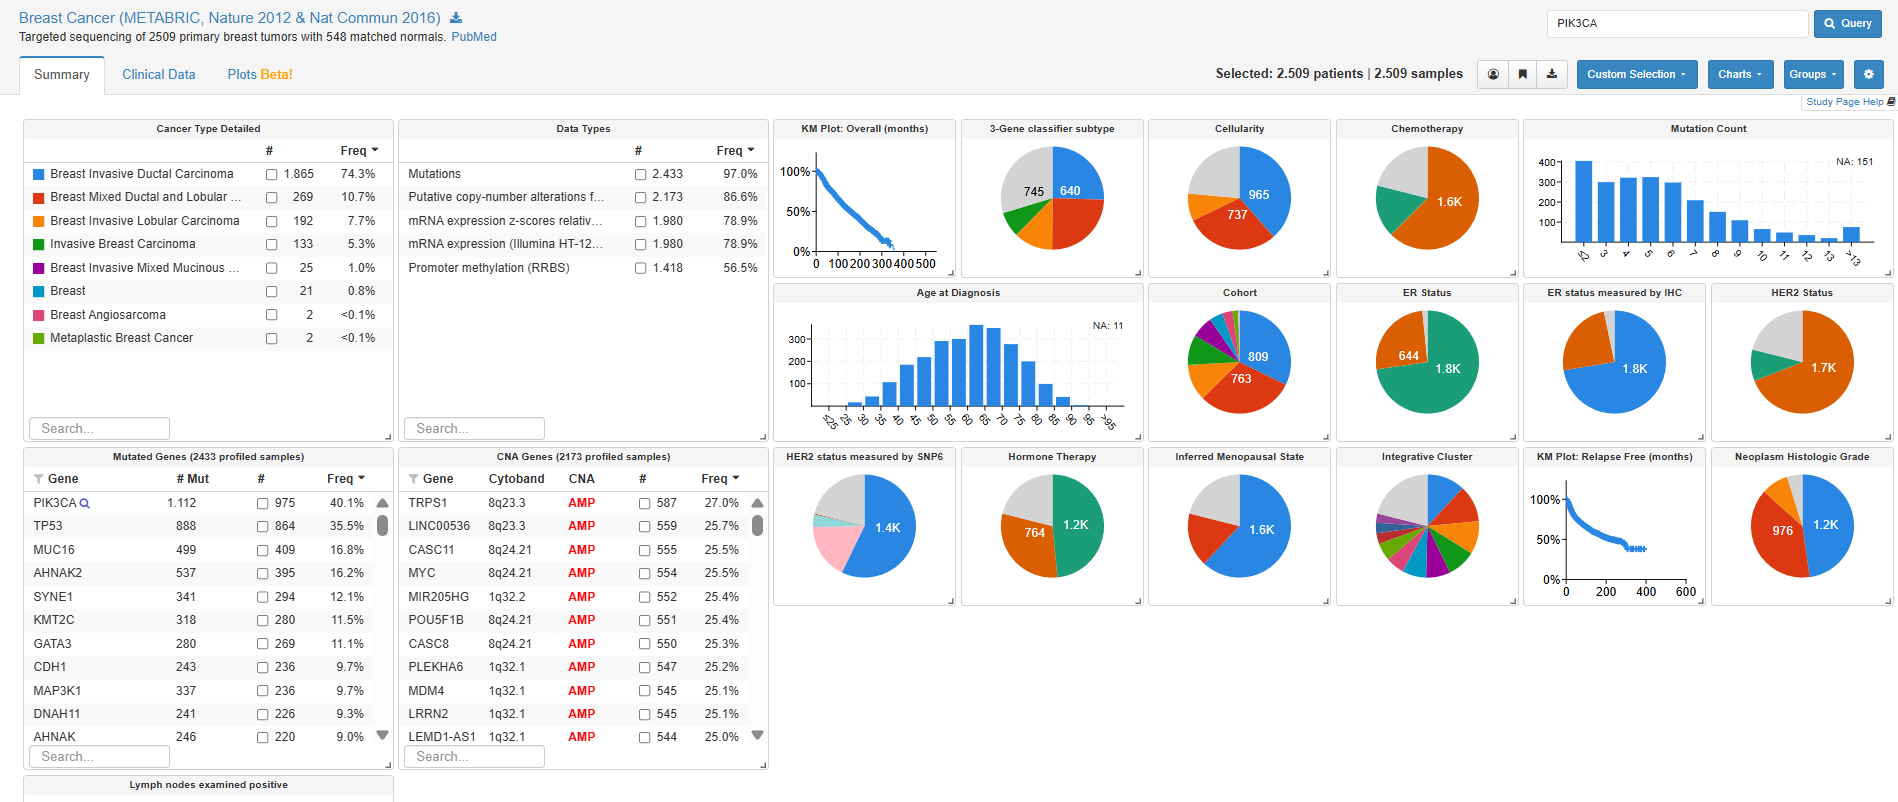 Breast Cancer (METABRIC, Nature 2012 & Nat Commun 2016)
Targeted sequencing of 2509 primary breast tumors with 548 matched normals. PubMed
PIK3CA
Query
Summary
Clinical Data
Plots Beta!
Selected: 2.509 patients | 2.509 samples
Custom Selection
Charts
Groups
Study Page Help
Cancer Type Detailed
# Freq
Breast Invasive Ductal Carcinoma 1.865 74.3%
Breast Mixed Ductal and Lobular ... 269 10.7%
Breast Invasive Lobular Carcinoma 192 7.7%
Invasive Breast Carcinoma 133 5.3%
Breast Invasive Mixed Mucinous ... 25 1.0%
Breast 21 0.8%
Breast Angiosarcoma 2 <0.1%
Metaplastic Breast Cancer 2 <0.1%
Search...
Data Types
# Freq
Mutations 2.433 97.0%
Putative copy-number alterations f... 2.173 86.6%
mRNA expression z-scores relativ... 1.980 78.9%
mRNA expression (Illumina HT-12... 1.980 78.9%
Promoter methylation (RRBS) 1.418 56.5%
Search...
KM Plot: Overall (months)
100%
50%
0%
0 100 200 300 400 500
3-Gene classifier subtype
745 640
Cellularity
965
737
Chemotherapy
1.6K
Mutation Count
NA: 151
400
300
200
100
≤2 3 4 5 6 7 8 9 10 11 12 13 >13
Age at Diagnosis
NA: 11
300
200
100
≤25 25 30 35 40 45 50 55 60 65 70 75 80 85 90 95 >95
Cohort
809
763
ER Status
644
1.8K
ER status measured by IHC
1.8K
HER2 Status
1.7K
Mutated Genes (2433 profiled samples)
Gene # Mut # Freq
PIK3CA 1.112 975 40.1%
TP53 888 864 35.5%
MUC16 499 409 16.8%
AHNAK2 537 395 16.2%
SYNE1 341 294 12.1%
KMT2C 318 280 11.5%
GATA3 280 269 11.1%
CDH1 243 236 9.7%
MAP3K1 337 236 9.7%
DNAH11 241 226 9.3%
AHNAK 246 220 9.0%
Search...
CNA Genes (2173 profiled samples)
Gene Cytoband CNA # Freq
TRPS1 8q23.3 AMP 587 27.0%
LINC00536 8q23.3 AMP 559 25.7%
CASC11 8q24.21 AMP 555 25.5%
MYC 8q24.21 AMP 554 25.5%
MIR205HG 1q32.2 AMP 552 25.4%
POU5F1B 8q24.21 AMP 551 25.4%
CASC8 8q24.21 AMP 550 25.3%
PLEKHA6 1q32.1 AMP 547 25.2%
MDM4 1q32.1 AMP 545 25.1%
LRRN2 1q32.1 AMP 545 25.1%
LEMD1-AS1 1q32.1 AMP 544 25.0%
Search...
HER2 status measured by SNP6
1.4K
Hormone Therapy
764 1.2K
Inferred Menopausal State
1.6K
Integrative Cluster
KM Plot: Relapse Free (months)
100%
50%
0%
0 200 400 600
Neoplasm Histologic Grade
976 1.2K
Lymph nodes examined positive